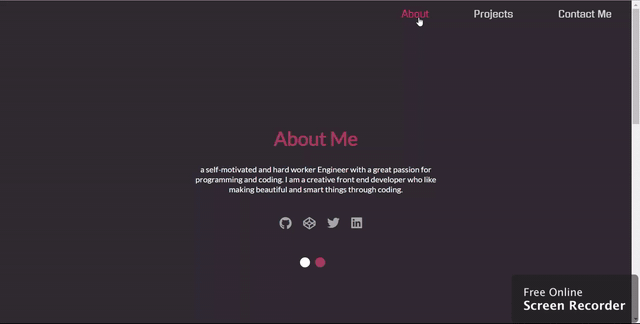 About
Projects
Contact Me
About Me
a self-motivated and hard worker Engineer with a great passion for
programming and coding. I am a creative front end developer who like
making beautiful and smart things through coding.
Free Online
Screen Recorder